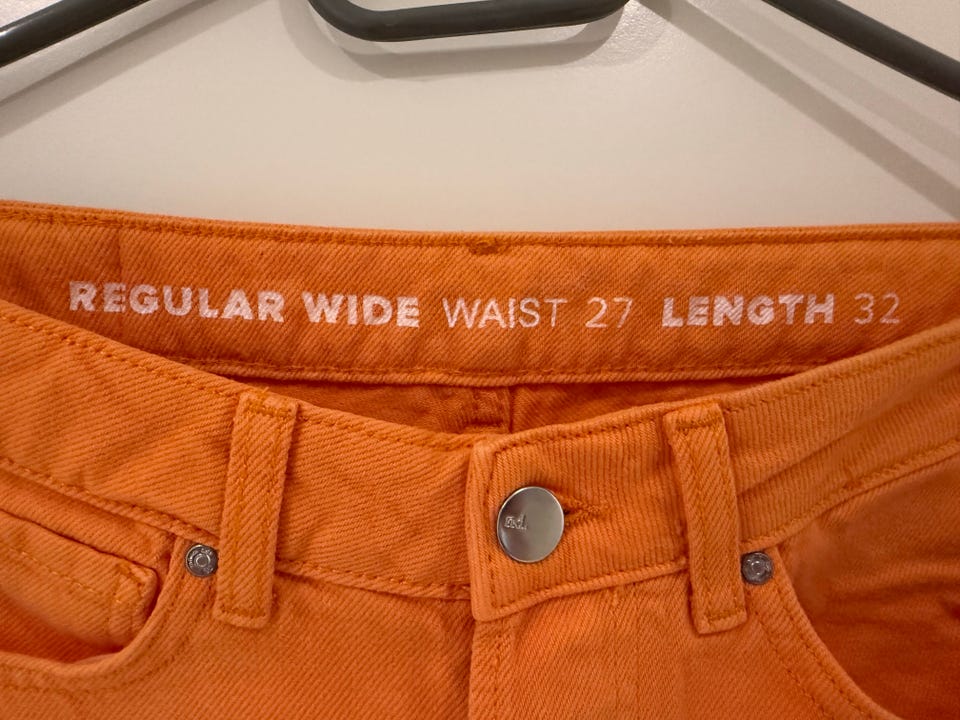 REGULAR WIDE WAIST 27 LENGTH 32